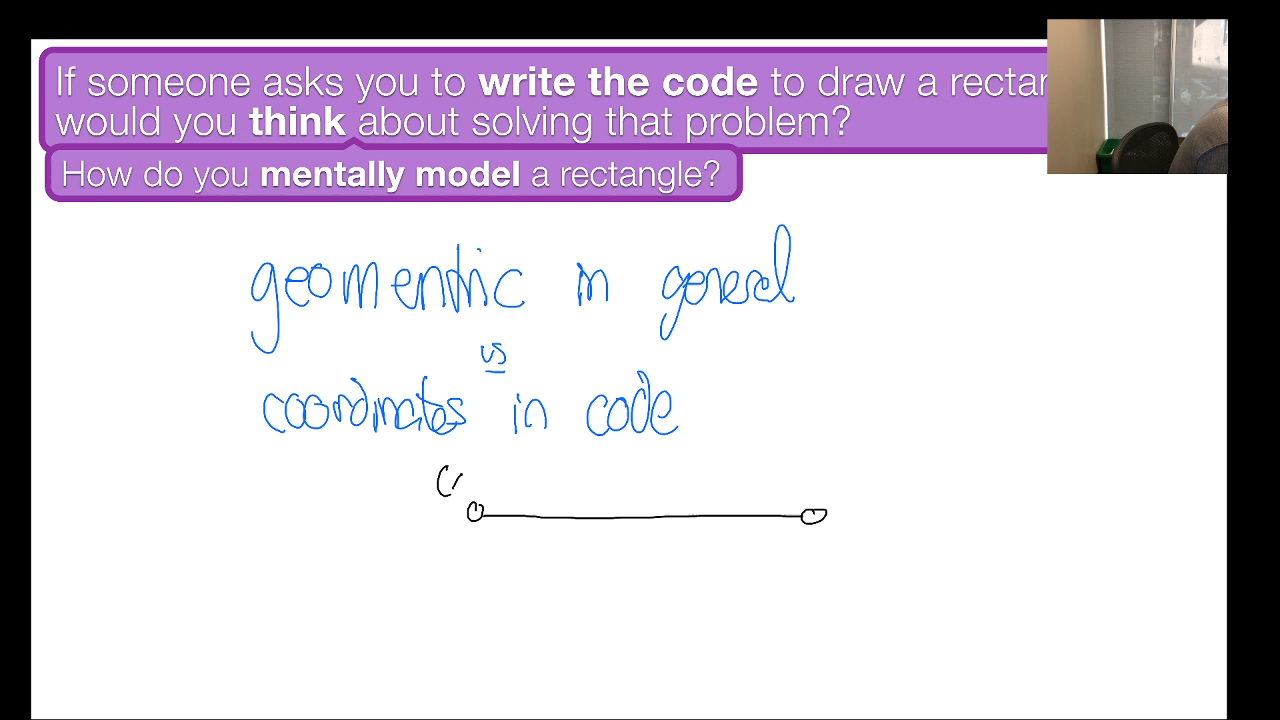 If someone asks you to write the code to draw a rectan
would you think about solving that problem?
How do you mentally model a rectangle?
geomentric in general
vs
coordinates in code
(